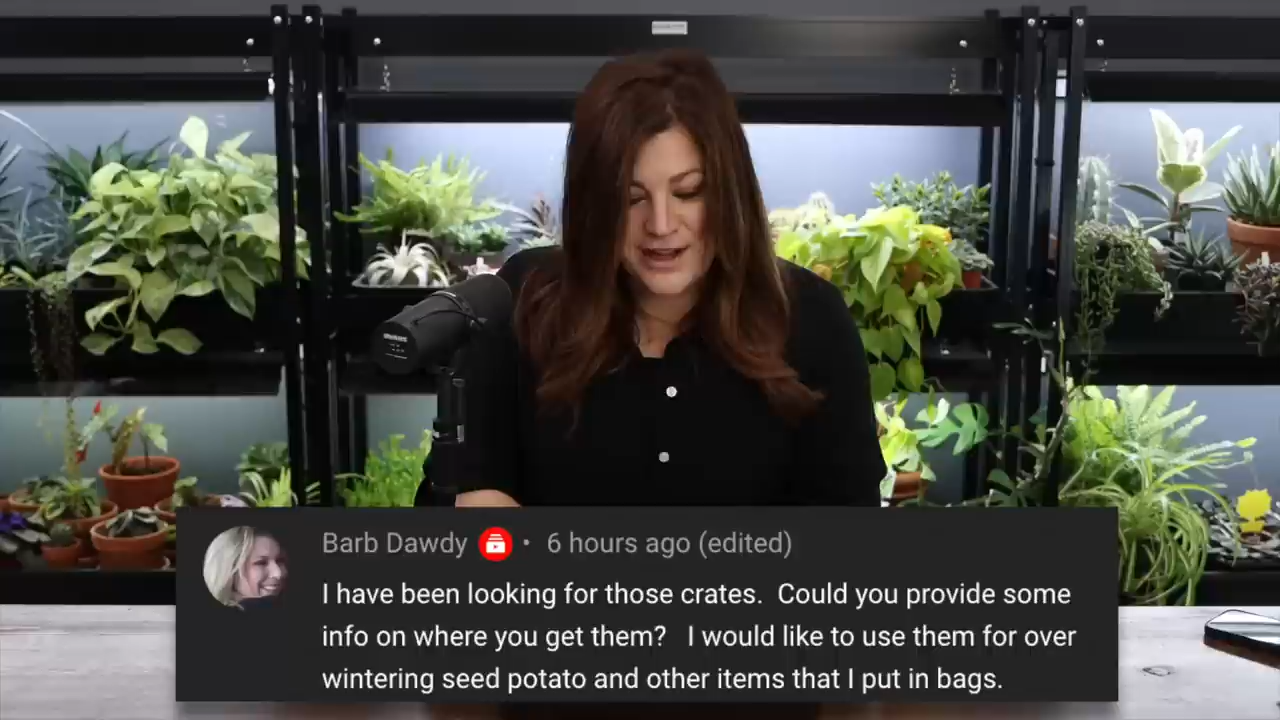 Barb Dawdy • 6 hours ago (edited)
I have been looking for those crates.  Could you provide some
info on where you get them?   I would like to use them for over
wintering seed potato and other items that I put in bags.